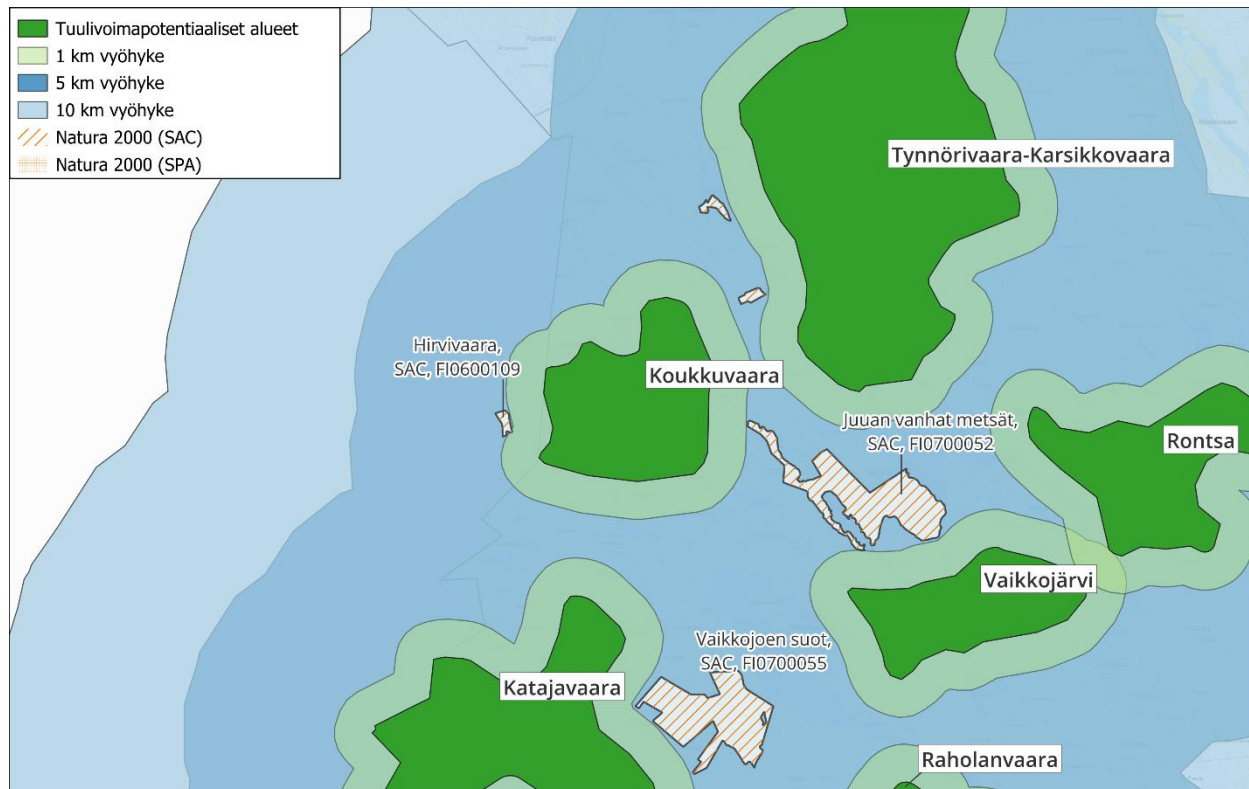 Tuulivoimapotentiaaliset alueet
1 km vyöhyke
5 km vyöhyke
10 km vyöhyke
Natura 2000 (SAC)
Natura 2000 (SPA)
Tynnörivaara-Karsikkovaara
Hirvivaara,
SAC, FI0600109
Koukkuvaara
Juuan vanhat metsät,
SAC, FI0700052
Rontsa
Vaikkojärvi
Vaikkojoen suot,
SAC, FI0700055
Katajavaara
Raholanvaara